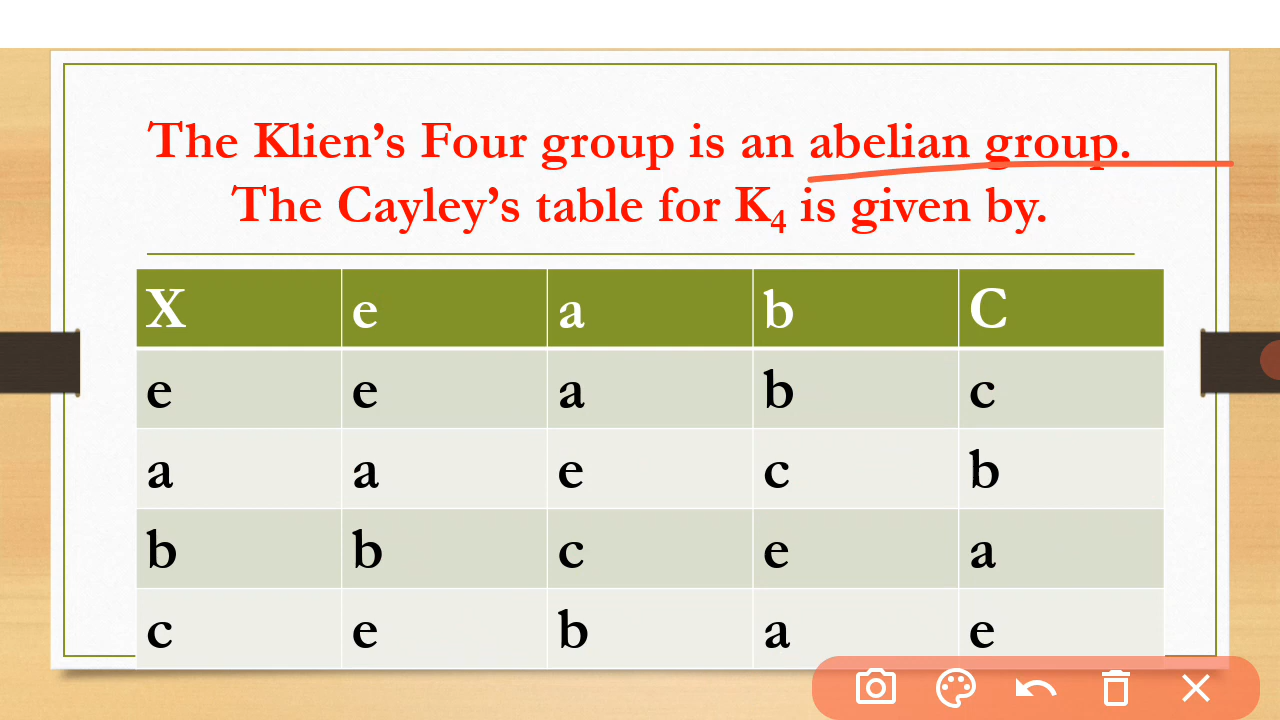 The Klien’s Four group is an abelian group.
The Cayley’s table for K₄ is given by.
X e a b C
e e a b c
a a e c b
b b c e a
c e b a e